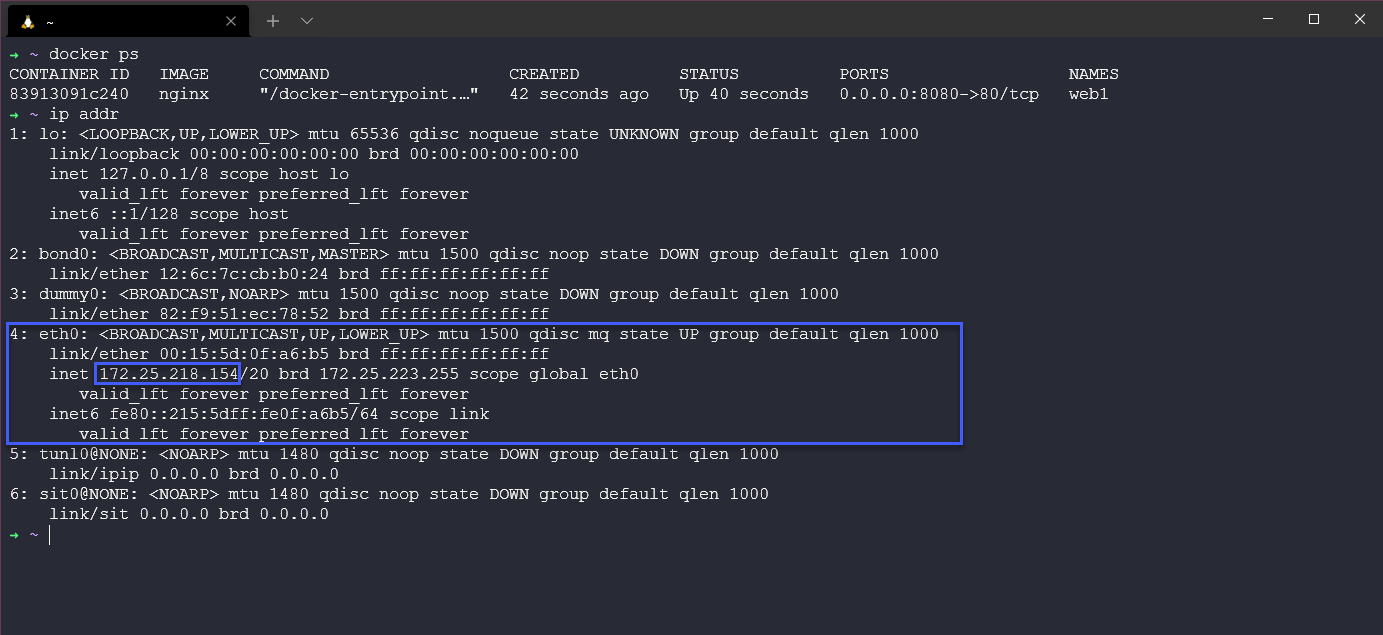 ~
→ ~ docker ps
CONTAINER ID   IMAGE     COMMAND                  CREATED          STATUS          PORTS                  NAMES
83913091c240   nginx     "/docker-entrypoint.…"   42 seconds ago   Up 40 seconds   0.0.0.0:8080->80/tcp   web1
→ ~ ip addr
1: lo: <LOOPBACK,UP,LOWER_UP> mtu 65536 qdisc noqueue state UNKNOWN group default qlen 1000
    link/loopback 00:00:00:00:00:00 brd 00:00:00:00:00:00
    inet 127.0.0.1/8 scope host lo
       valid_lft forever preferred_lft forever
    inet6 ::1/128 scope host
       valid_lft forever preferred_lft forever
2: bond0: <BROADCAST,MULTICAST,MASTER> mtu 1500 qdisc noop state DOWN group default qlen 1000
    link/ether 12:6c:7c:cb:b0:24 brd ff:ff:ff:ff:ff:ff
3: dummy0: <BROADCAST,NOARP> mtu 1500 qdisc noop state DOWN group default qlen 1000
    link/ether 82:f9:51:ec:78:52 brd ff:ff:ff:ff:ff:ff
4: eth0: <BROADCAST,MULTICAST,UP,LOWER_UP> mtu 1500 qdisc mq state UP group default qlen 1000
    link/ether 00:15:5d:0f:a6:b5 brd ff:ff:ff:ff:ff:ff
    inet 172.25.218.154/20 brd 172.25.223.255 scope global eth0
       valid_lft forever preferred_lft forever
    inet6 fe80::215:5dff:fe0f:a6b5/64 scope link
       valid_lft forever preferred_lft forever
5: tunl0@NONE: <NOARP> mtu 1480 qdisc noop state DOWN group default qlen 1000
    link/ipip 0.0.0.0 brd 0.0.0.0
6: sit0@NONE: <NOARP> mtu 1480 qdisc noop state DOWN group default qlen 1000
    link/sit 0.0.0.0 brd 0.0.0.0
→ ~